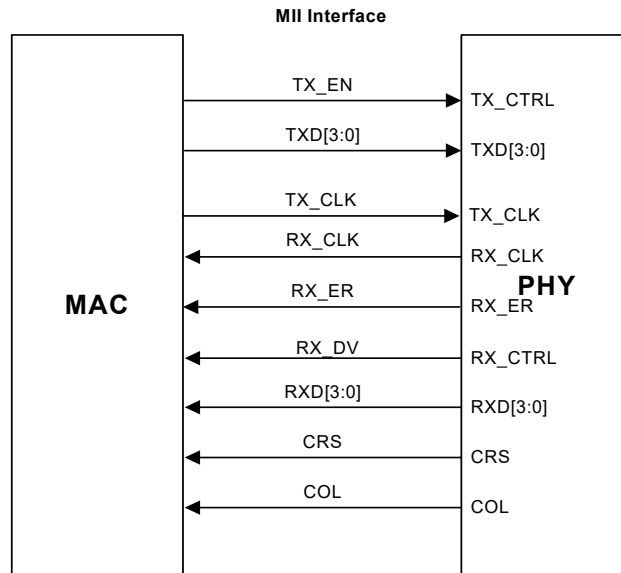 MII Interface
TX_EN
TX_CTRL
TXD[3:0]
TXD[3:0]
TX_CLK
TX_CLK
RX_CLK
RX_CLK
MAC
PHY
RX_ER
RX_ER
RX_DV
RX_CTRL
RXD[3:0]
RXD[3:0]
CRS
CRS
COL
COL